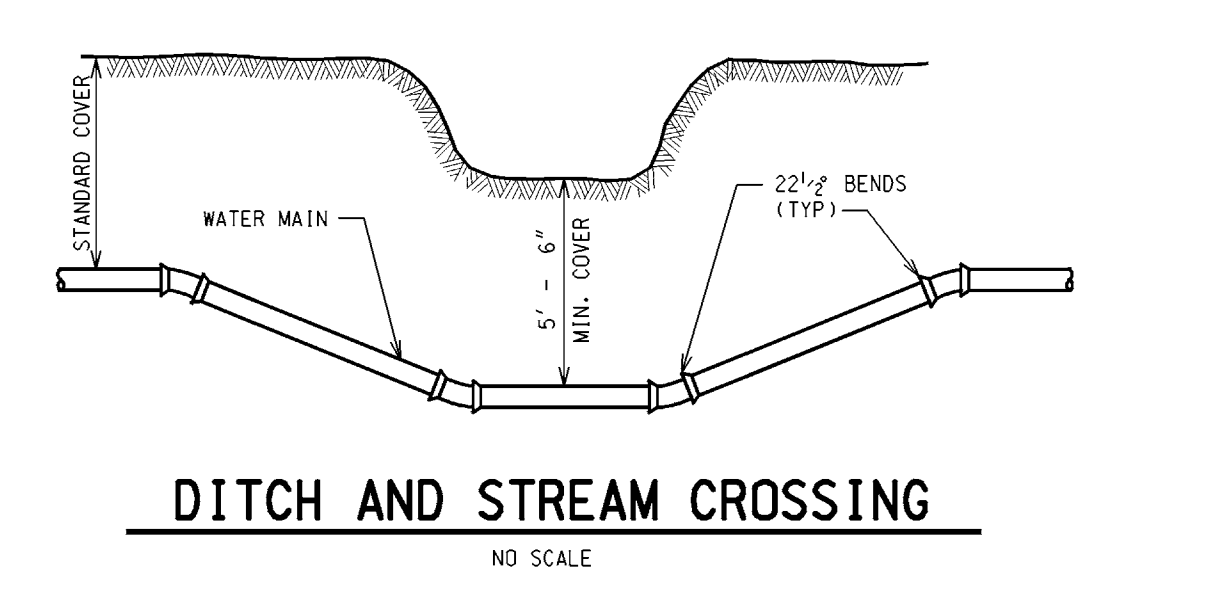 STANDARD COVER
WATER MAIN
5' - 6"
MIN. COVER
22½° BENDS
(TYP)
DITCH AND STREAM CROSSING
NO SCALE